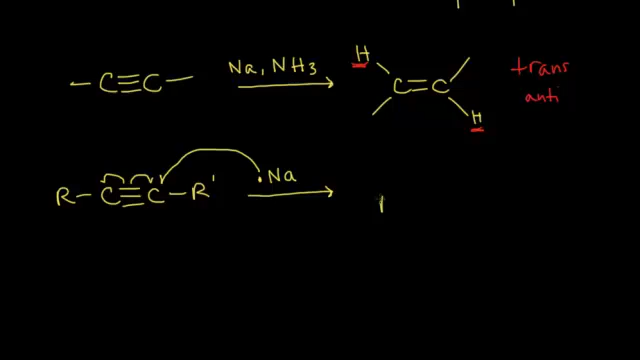 -C≡C- Na, NH3 → H C=C H trans
anti
R-C≡C-R' ·Na →